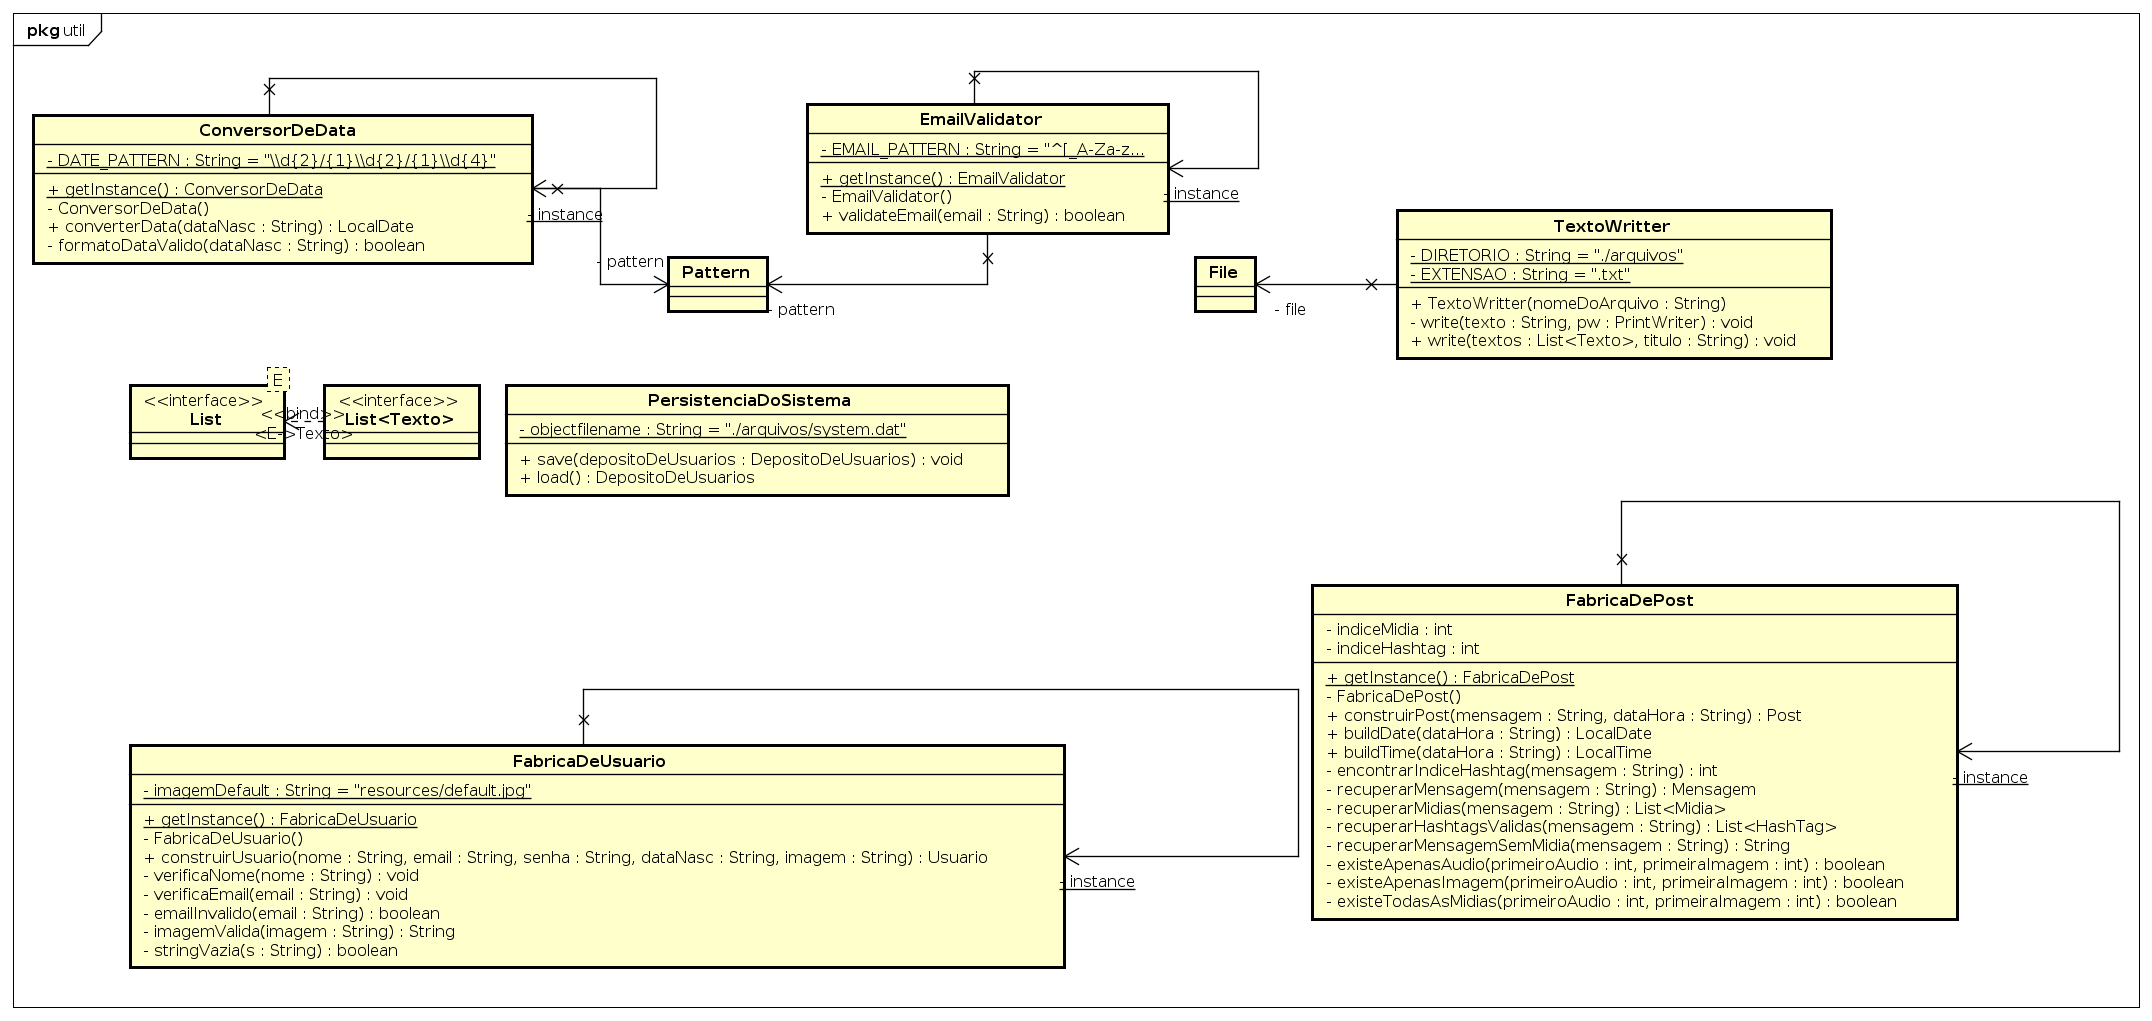 pkg util
ConversorDeData
- DATE_PATTERN : String = "\\d{2}/{1}\\d{2}/{1}\\d{4}"
+ getInstance() : ConversorDeData
- ConversorDeData()
+ converterData(dataNasc : String) : LocalDate
- formatoDataValido(dataNasc : String) : boolean
- instance
- pattern
EmailValidator
- EMAIL_PATTERN : String = "^[_A-Za-z...
+ getInstance() : EmailValidator
- EmailValidator()
+ validateEmail(email : String) : boolean
- instance
Pattern
- pattern
File
- file
TextoWritter
- DIRETORIO : String = "./arquivos"
- EXTENSAO : String = ".txt"
+ TextoWritter(nomeDoArquivo : String)
- write(texto : String, pw : PrintWriter) : void
+ write(textos : List<Texto>, titulo : String) : void
E
<<interface>>
List
<<bind>>
<E->Texto>
<<interface>>
List<Texto>
PersistenciaDoSistema
- objectfilename : String = "./arquivos/system.dat"
+ save(depositoDeUsuarios : DepositoDeUsuarios) : void
+ load() : DepositoDeUsuarios
FabricaDePost
- indiceMidia : int
- indiceHashtag : int
+ getInstance() : FabricaDePost
- FabricaDePost()
+ construirPost(mensagem : String, dataHora : String) : Post
+ buildDate(dataHora : String) : LocalDate
+ buildTime(dataHora : String) : LocalTime
- encontrarIndiceHashtag(mensagem : String) : int
- recuperarMensagem(mensagem : String) : Mensagem
- recuperarMidias(mensagem : String) : List<Midia>
- recuperarHashtagsValidas(mensagem : String) : List<HashTag>
- recuperarMensagemSemMidia(mensagem : String) : String
- existeApenasAudio(primeiroAudio : int, primeiraImagem : int) : boolean
- existeApenasImagem(primeiroAudio : int, primeiraImagem : int) : boolean
- existeTodasAsMidias(primeiroAudio : int, primeiraImagem : int) : boolean
- instance
FabricaDeUsuario
- imagemDefault : String = "resources/default.jpg"
+ getInstance() : FabricaDeUsuario
- FabricaDeUsuario()
+ construirUsuario(nome : String, email : String, senha : String, dataNasc : String, imagem : String) : Usuario
- verificaNome(nome : String) : void
- verificaEmail(email : String) : void
- emailInvalido(email : String) : boolean
- imagemValida(imagem : String) : String
- stringVazia(s : String) : boolean
- instance